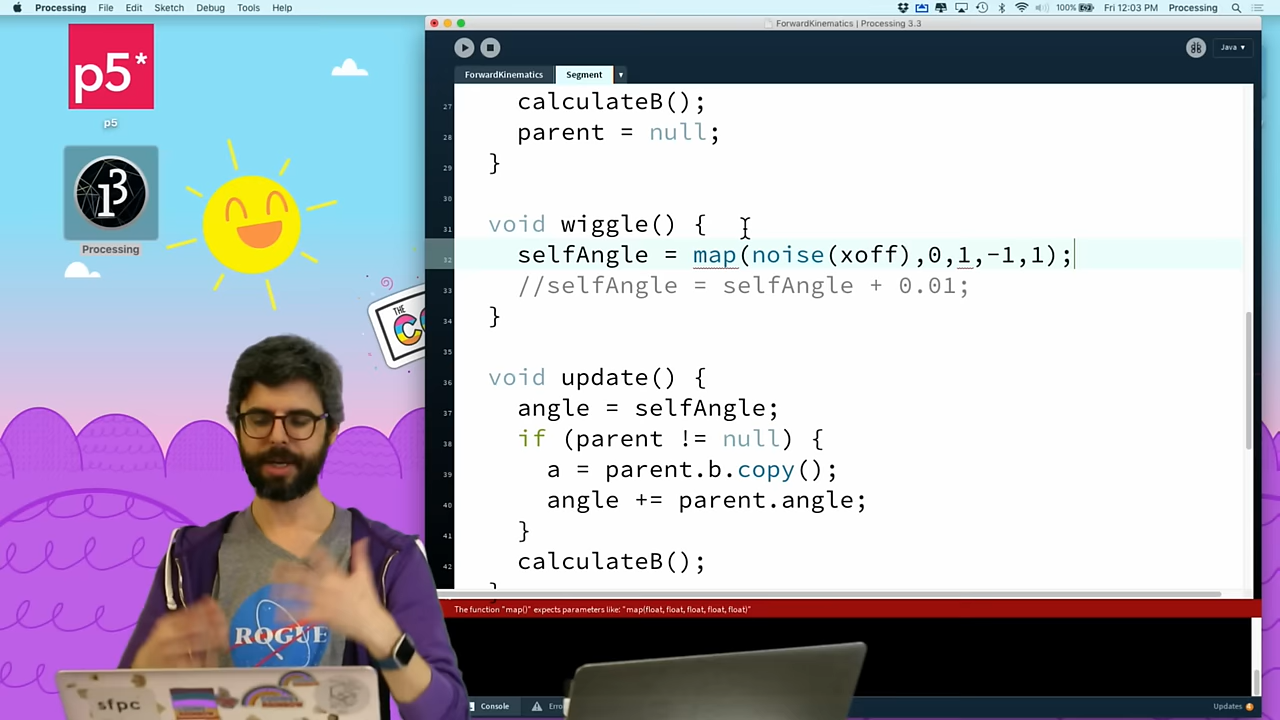 Processing File Edit Sketch Debug Tools Help 100% Fri 12:03 PM Processing
ForwardKinematics | Processing 3.3
Java ▾
ForwardKinematics Segment ▾
27 calculateB();
28 parent = null;
29 }
30
31 void wiggle() {
32 selfAngle = map(noise(xoff),0,1,-1,1);
33 //selfAngle = selfAngle + 0.01;
34 }
35
36 void update() {
37 angle = selfAngle;
38 if (parent != null) {
39 a = parent.b.copy();
40 angle += parent.angle;
41 }
42 calculateB();
The function "map()" expects parameters like: "map(float, float, float, float, float)"
Console Erro
Updates
p5*
p5
Processing
THE
ROGUE
sfpc